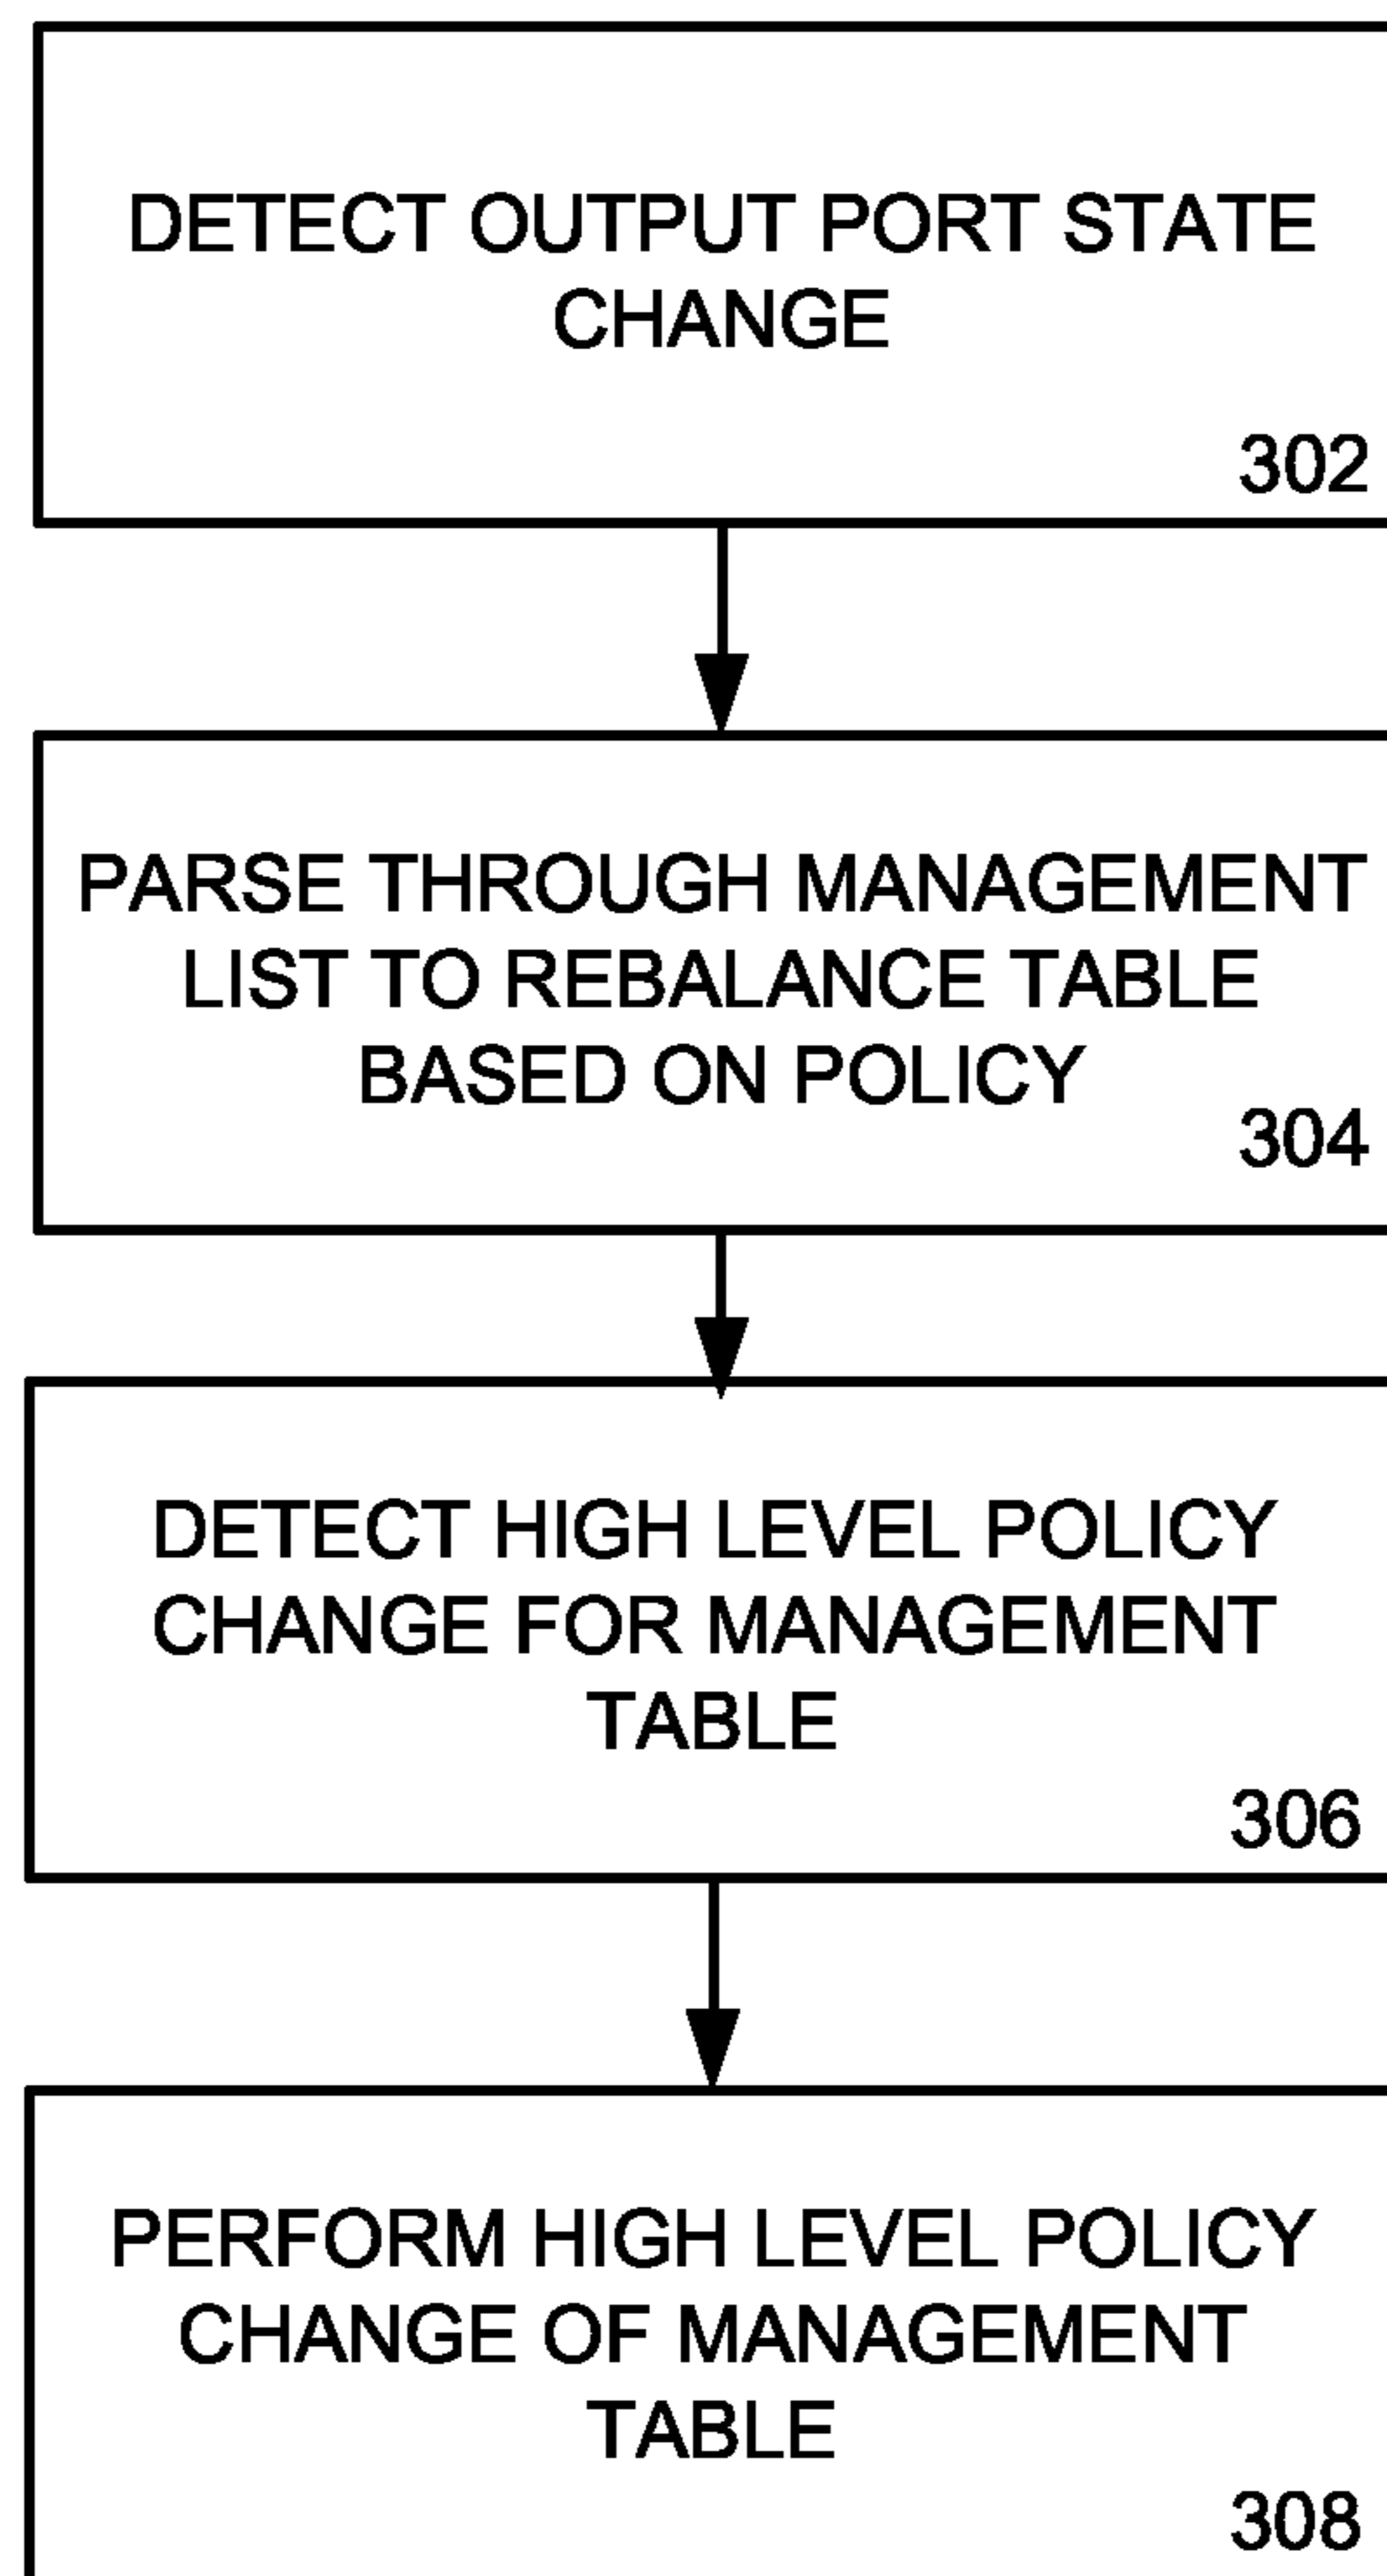 DETECT OUTPUT PORT STATE
CHANGE
302
PARSE THROUGH MANAGEMENT
LIST TO REBALANCE TABLE
BASED ON POLICY
304
DETECT HIGH LEVEL POLICY
CHANGE FOR MANAGEMENT
TABLE
306
PERFORM HIGH LEVEL POLICY
CHANGE OF MANAGEMENT
TABLE
308